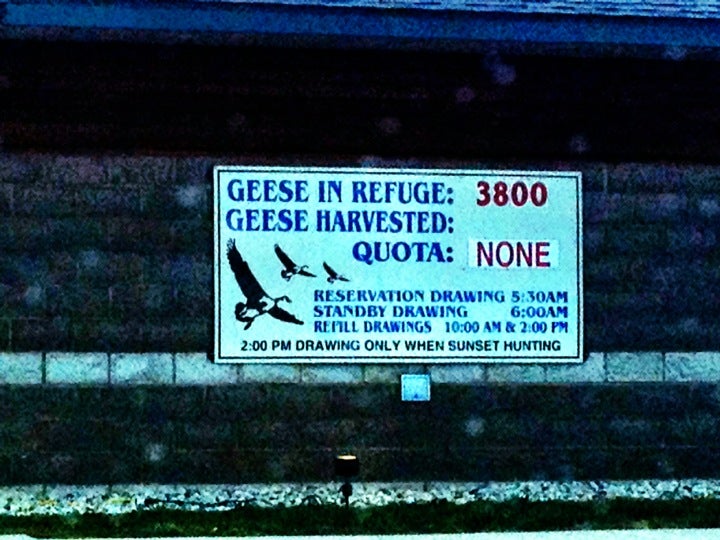 GEESE IN REFUGE: 3800
GEESE HARVESTED:
QUOTA: NONE
RESERVATION DRAWING 5:30AM
STANDBY DRAWING 6:00AM
REFILL DRAWINGS 10:00 AM & 2:00 PM
2:00 PM DRAWING ONLY WHEN SUNSET HUNTING